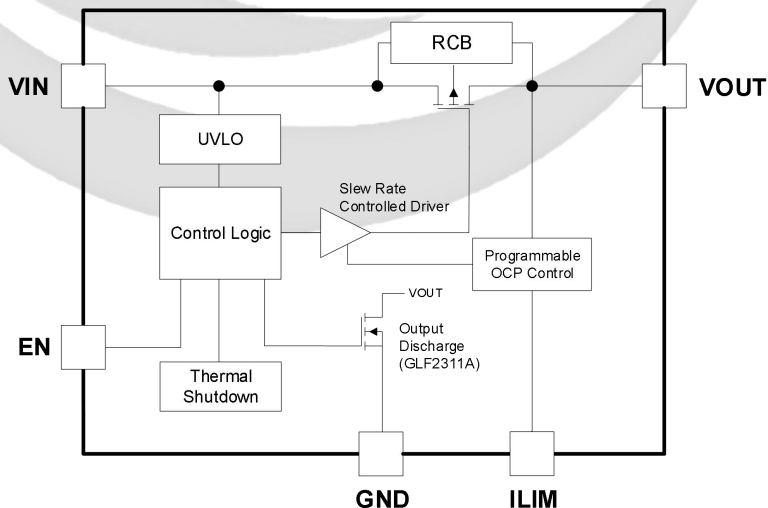 RCB
VIN
VOUT
UVLO
Slew Rate
Controlled Driver
Control Logic
Programmable
OCP Control
VOUT
Output
Discharge
(GLF2311A)
EN
Thermal
Shutdown
GND
ILIM